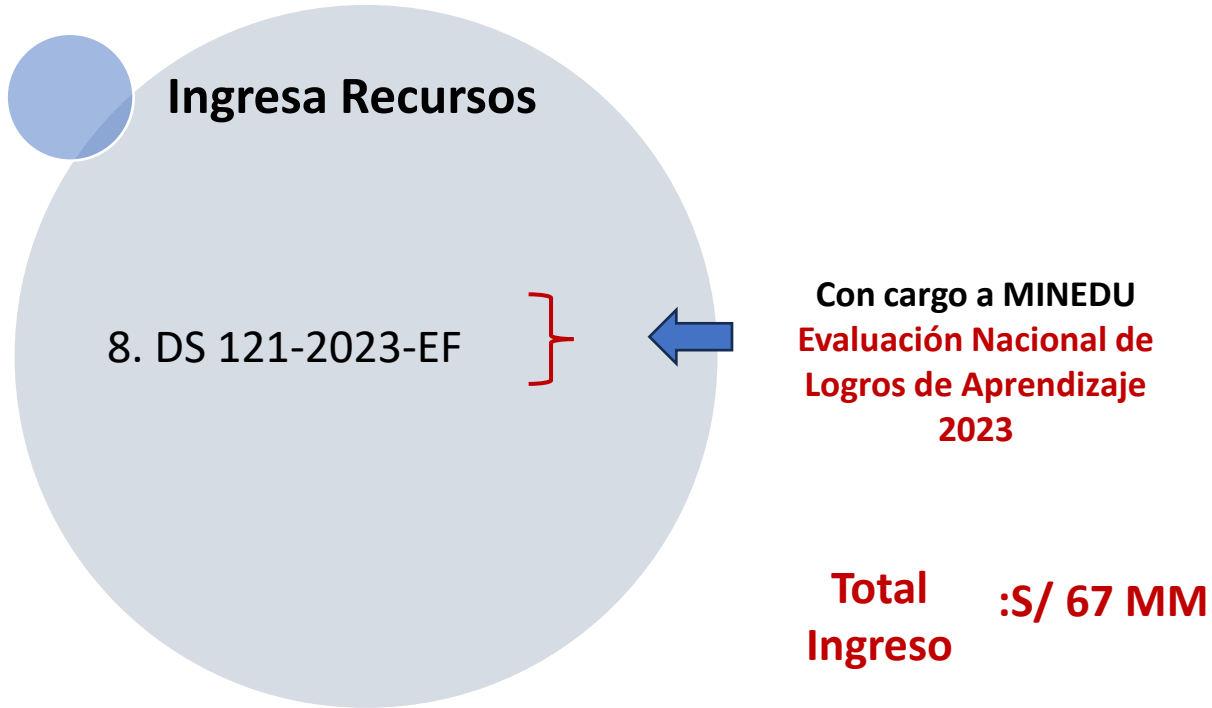 Ingresa Recursos
8. DS 121-2023-EF
Con cargo a MINEDU
Evaluación Nacional de
Logros de Aprendizaje
2023
Total
Ingreso
:S/ 67 MM